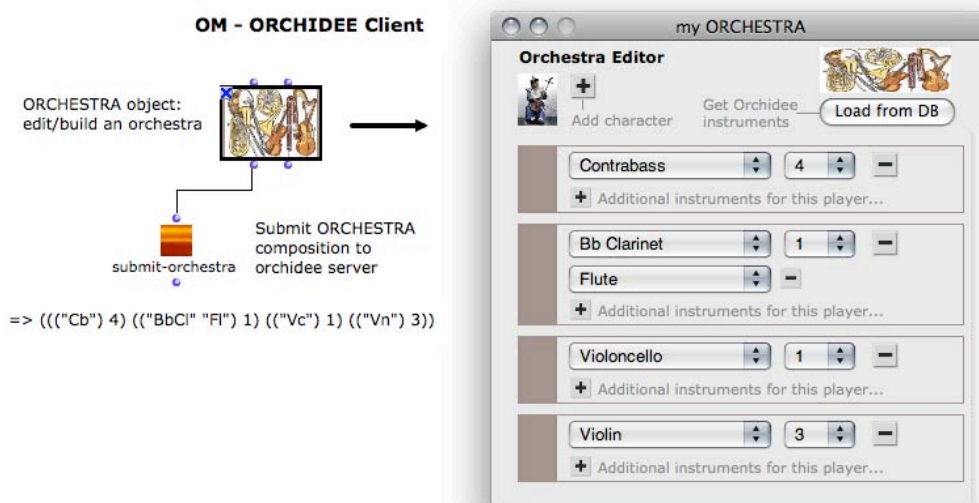 OM - ORCHIDEE Client
ORCHESTRA object:
edit/build an orchestra
submit-orchestra
Submit ORCHESTRA
composition to
orchidee server
=> ((("Cb") 4) (("BbCl" "Fl") 1) (("Vc") 1) (("Vn") 3))
my ORCHESTRA
Orchestra Editor
Add character
Get Orchidee
instruments
Load from DB
Contrabass 4
Additional instruments for this player...
Bb Clarinet 1
Flute
Additional instruments for this player...
Violoncello 1
Additional instruments for this player...
Violin 3
Additional instruments for this player...